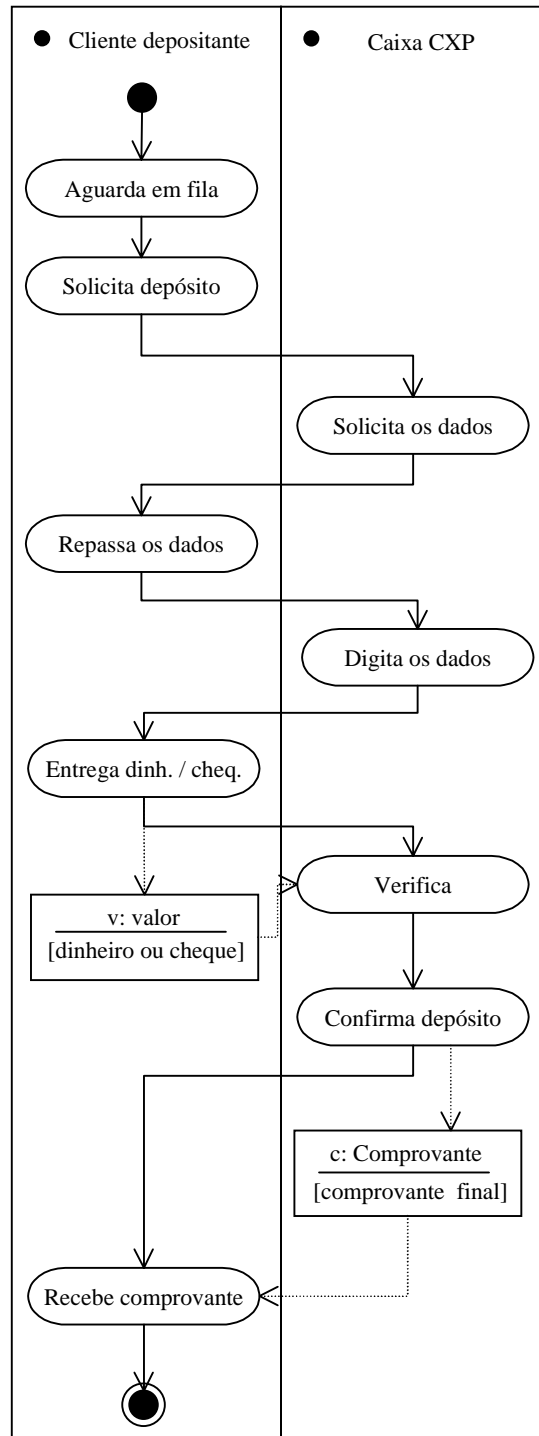 Cliente depositante
Caixa CXP
Aguarda em fila
Solicita depósito
Solicita os dados
Repassa os dados
Digita os dados
Entrega dinh. / cheq.
Verifica
v: valor
[dinheiro ou cheque]
Confirma depósito
c: Comprovante
[comprovante final]
Recebe comprovante